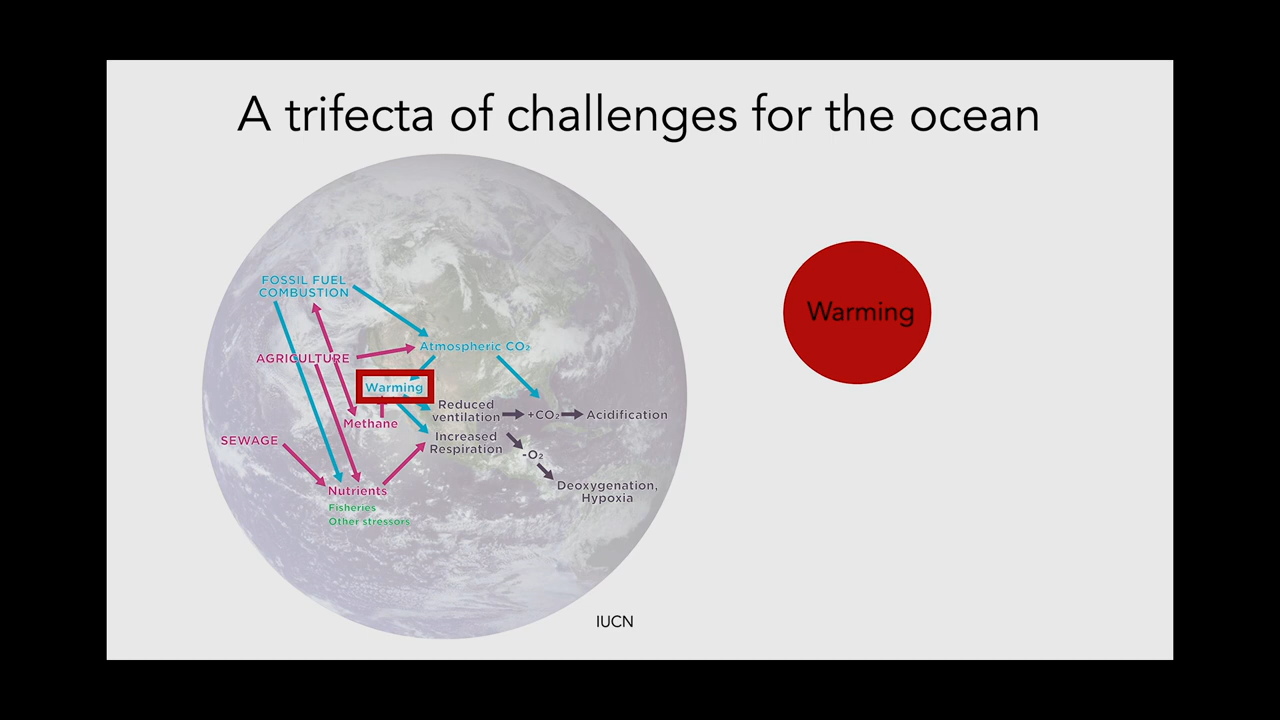 A trifecta of challenges for the ocean
FOSSIL FUEL
COMBUSTION
AGRICULTURE
Atmospheric CO₂
Warming
Methane
Reduced
ventilation
+CO₂
Acidification
SEWAGE
Increased
Respiration
-O₂
Nutrients
Fisheries
Other stressors
Deoxygenation,
Hypoxia
IUCN
Warming